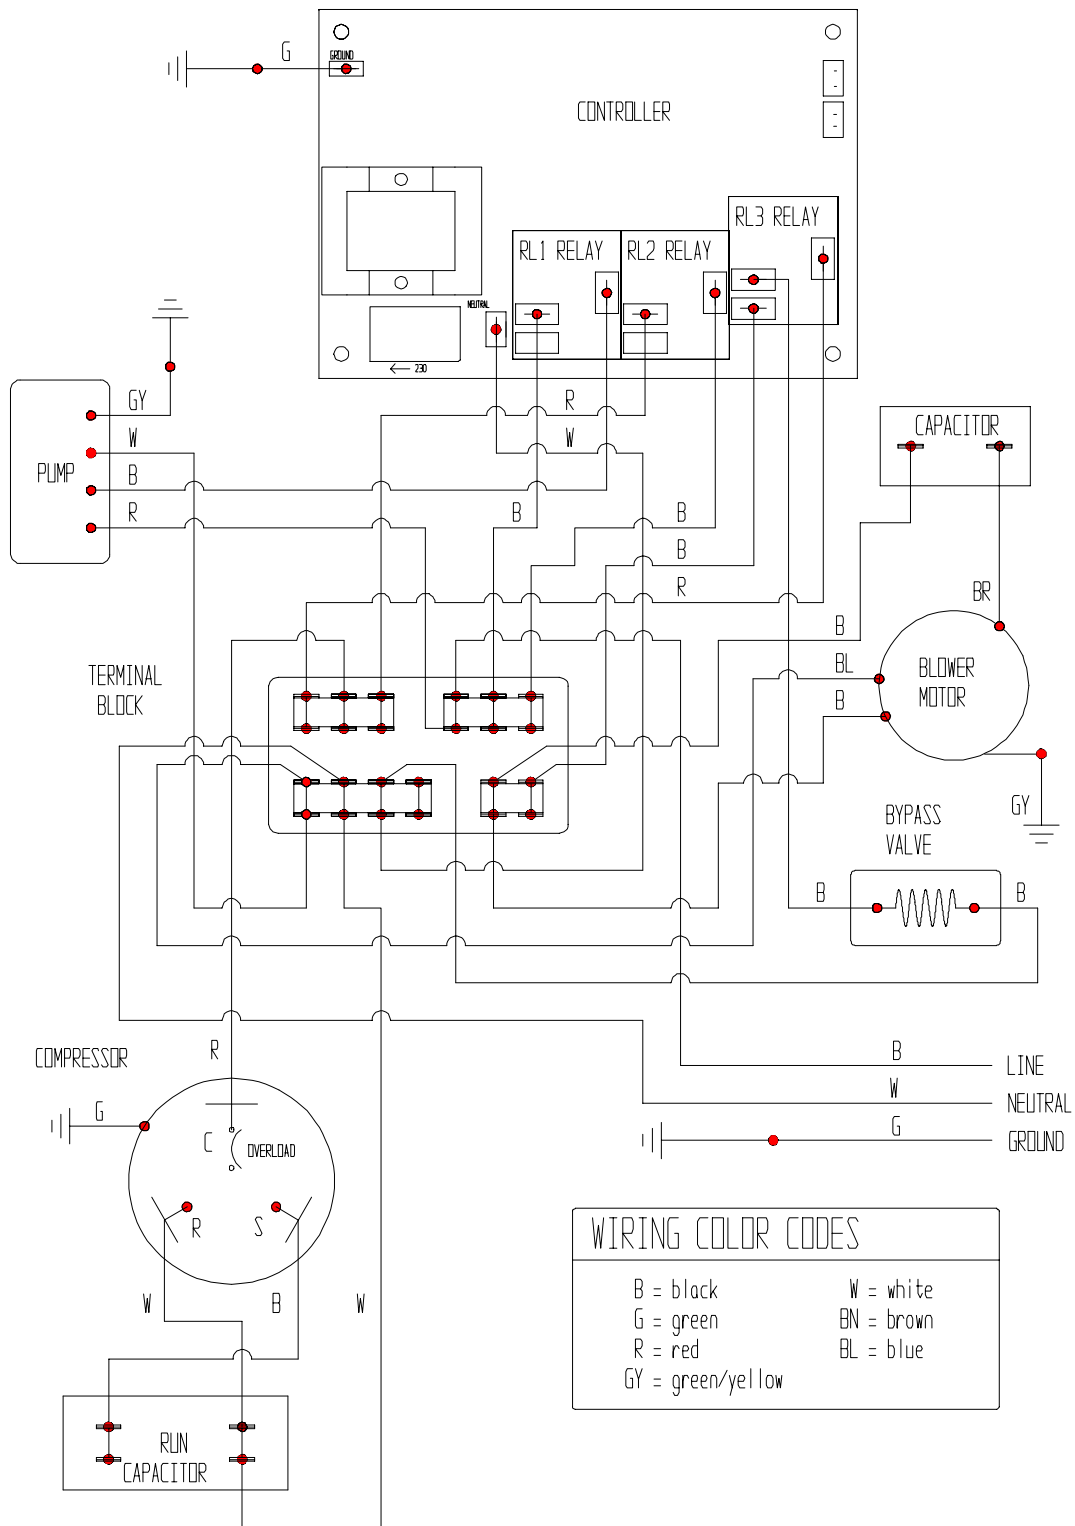 G
GROUND
CONTROLLER
RL3 RELAY
RL1 RELAY
RL2 RELAY
NEUTRAL
← 230
GY
R
CAPACITOR
W
W
PUMP
B
R
B
B
B
R
BR
B
TERMINAL
BLOCK
BL
BLOWER
MOTOR
B
GY
BYPASS
VALVE
B
B
R
COMPRESSOR
B
LINE
W
NEUTRAL
G
G
GROUND
C
OVERLOAD
R
S
WIRING COLOR CODES
B = black
W = white
G = green
BN = brown
R = red
BL = blue
GY = green/yellow
W
B
W
RUN
CAPACITOR